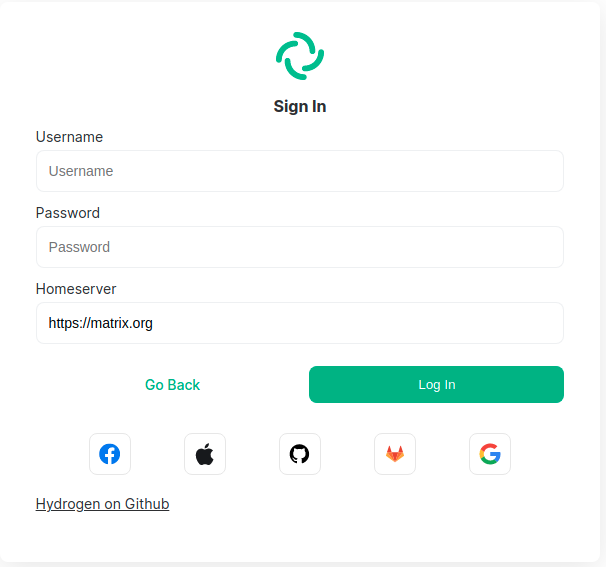 Sign In
Username
Username
Password
Password
Homeserver
https://matrix.org
Go Back Log In
Hydrogen on Github